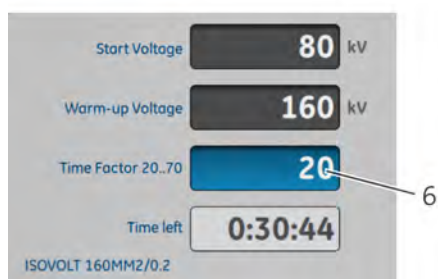 Start Voltage 80 kV
Warm-up Voltage 160 kV
Time Factor 20..70 20
6
Time left 0:30:44
ISOVOLT 160MM2/0.2